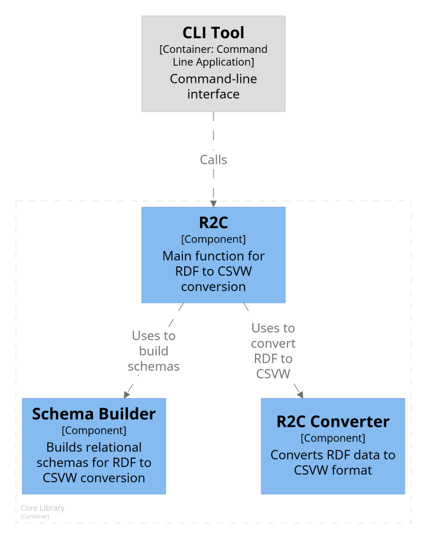 CLI Tool
[Container: Command
Line Application]
Command-line
interface
Calls
R2C
[Component]
Main function for
RDF to CSVW
conversion
Uses to
build
schemas
Uses to
convert
RDF to
CSVW
Schema Builder
[Component]
Builds relational
schemas for RDF to
CSVW conversion
R2C Converter
[Component]
Converts RDF data to
CSVW format
Core Library
[Container]